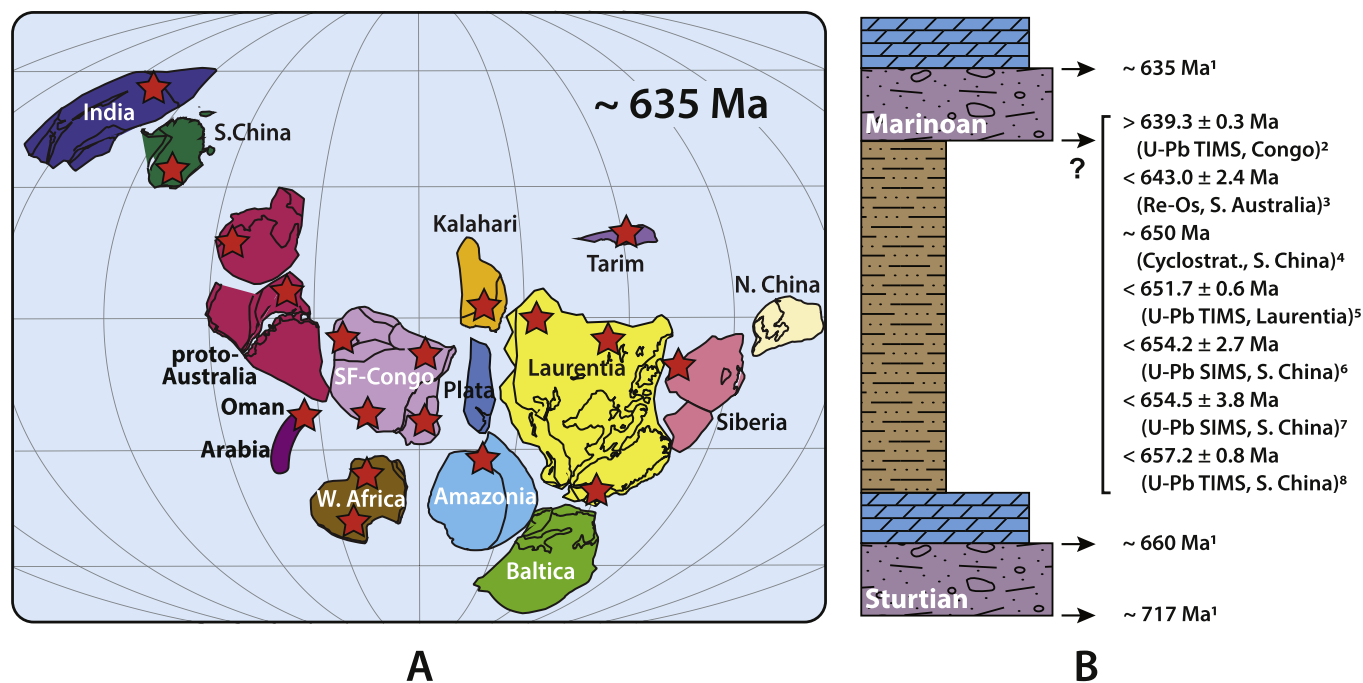 ~ 635 Ma
India
S.China
Kalahari
Tarim
N. China
proto-
Australia
SF-Congo
Plata
Laurentia
Oman
Siberia
Arabia
W. Africa
Amazonia
Baltica
A
Marinoan
Sturtian
~ 635 Ma¹
?
> 639.3 ± 0.3 Ma
(U-Pb TIMS, Congo)²
< 643.0 ± 2.4 Ma
(Re-Os, S. Australia)³
~ 650 Ma
(Cyclostrat., S. China)⁴
< 651.7 ± 0.6 Ma
(U-Pb TIMS, Laurentia)⁵
< 654.2 ± 2.7 Ma
(U-Pb SIMS, S. China)⁶
< 654.5 ± 3.8 Ma
(U-Pb SIMS, S. China)⁷
< 657.2 ± 0.8 Ma
(U-Pb TIMS, S. China)⁸
~ 660 Ma¹
~ 717 Ma¹
B